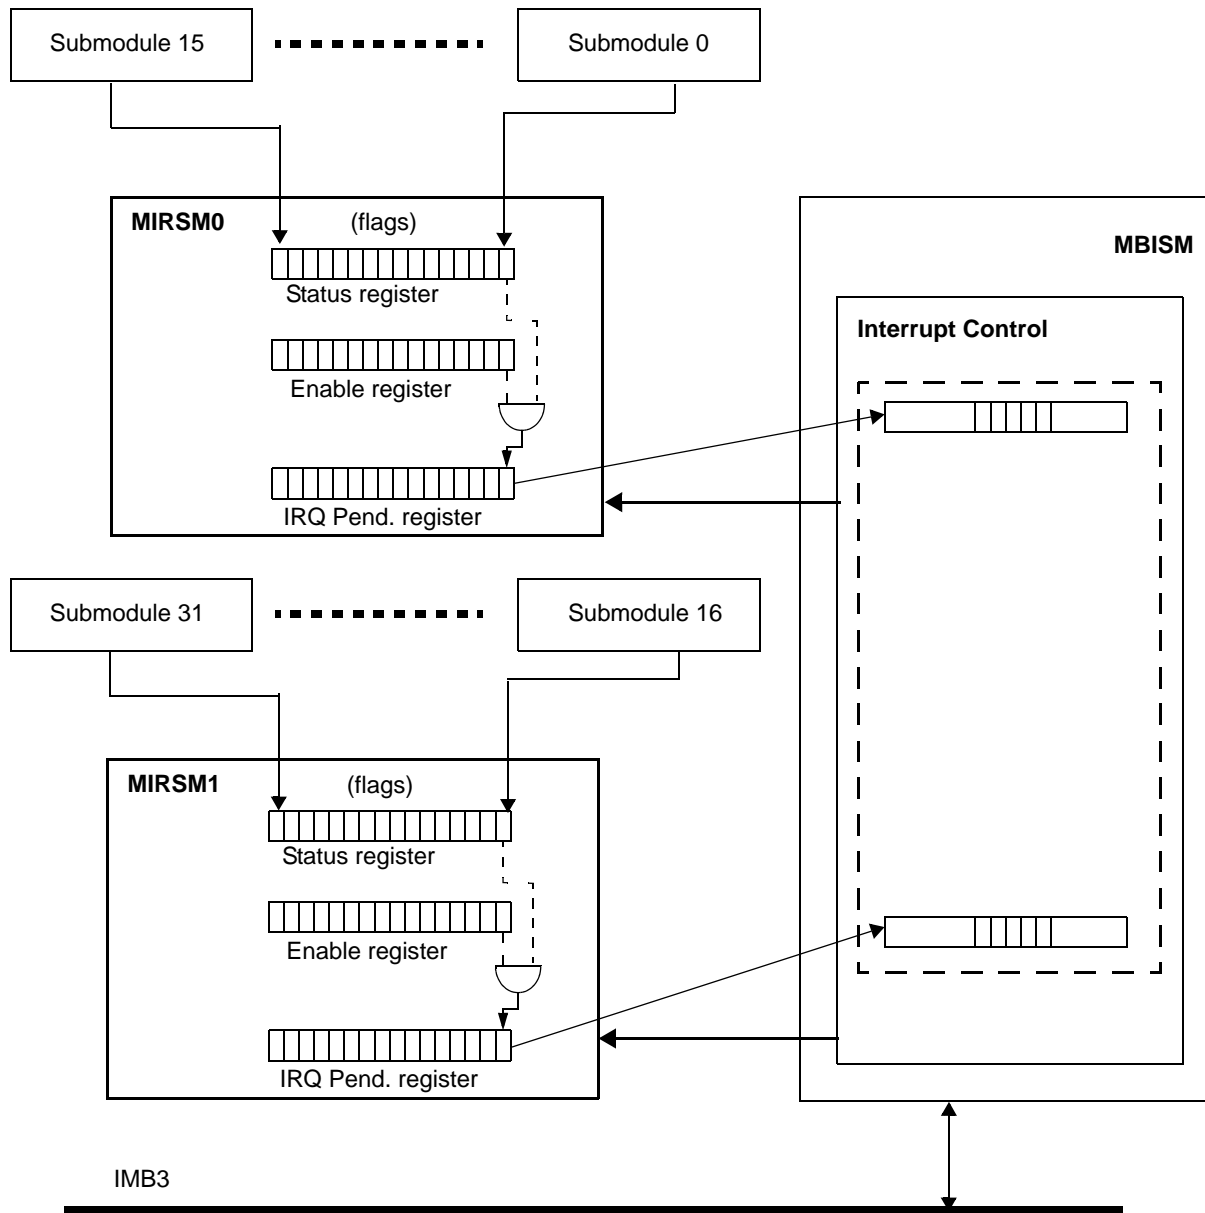 Submodule 15
Submodule 0
MIRSM0
(flags)
Status register
Enable register
IRQ Pend. register
MBISM
Interrupt Control
Submodule 31
Submodule 16
MIRSM1
(flags)
Status register
Enable register
IRQ Pend. register
IMB3